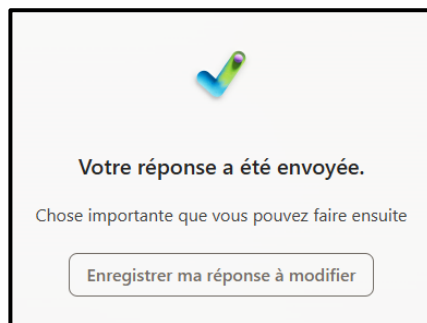 Votre réponse a été envoyée.
Chose importante que vous pouvez faire ensuite
Enregistrer ma réponse à modifier